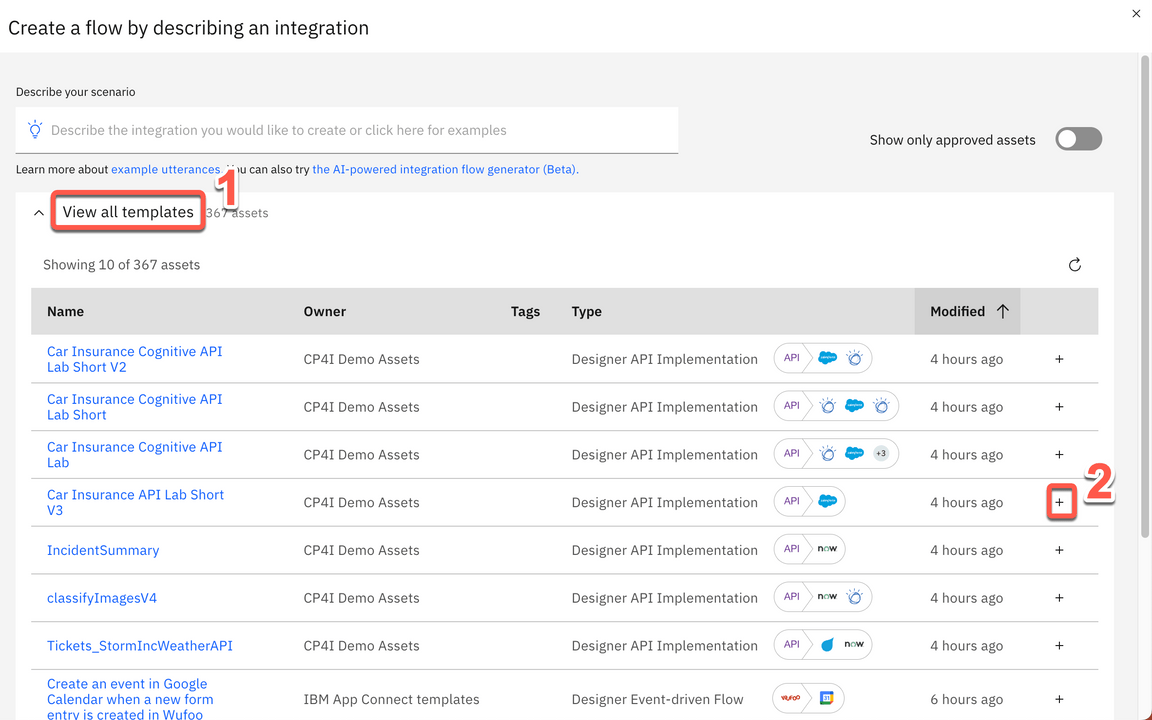 Create a flow by describing an integration
Describe your scenario
Describe the integration you would like to create or click here for examples
Show only approved assets
Learn more about example utterances. You can also try the AI-powered integration flow generator (Beta).
1
View all templates 367 assets
Showing 10 of 367 assets
Name Owner Tags Type Modified
Car Insurance Cognitive API
Lab Short V2
CP4I Demo Assets Designer API Implementation API 4 hours ago +
Car Insurance Cognitive API
Lab Short
CP4I Demo Assets Designer API Implementation API 4 hours ago +
Car Insurance Cognitive API
Lab
CP4I Demo Assets Designer API Implementation API +3 4 hours ago +
Car Insurance API Lab Short
V3
CP4I Demo Assets Designer API Implementation API 4 hours ago +
2
IncidentSummary CP4I Demo Assets Designer API Implementation API now 4 hours ago +
classifyImagesV4 CP4I Demo Assets Designer API Implementation API now 4 hours ago +
Tickets_StormIncWeatherAPI CP4I Demo Assets Designer API Implementation API now 4 hours ago +
Create an event in Google
Calendar when a new form
entry is created in Wufoo
IBM App Connect templates Designer Event-driven Flow WUFOO 6 hours ago +